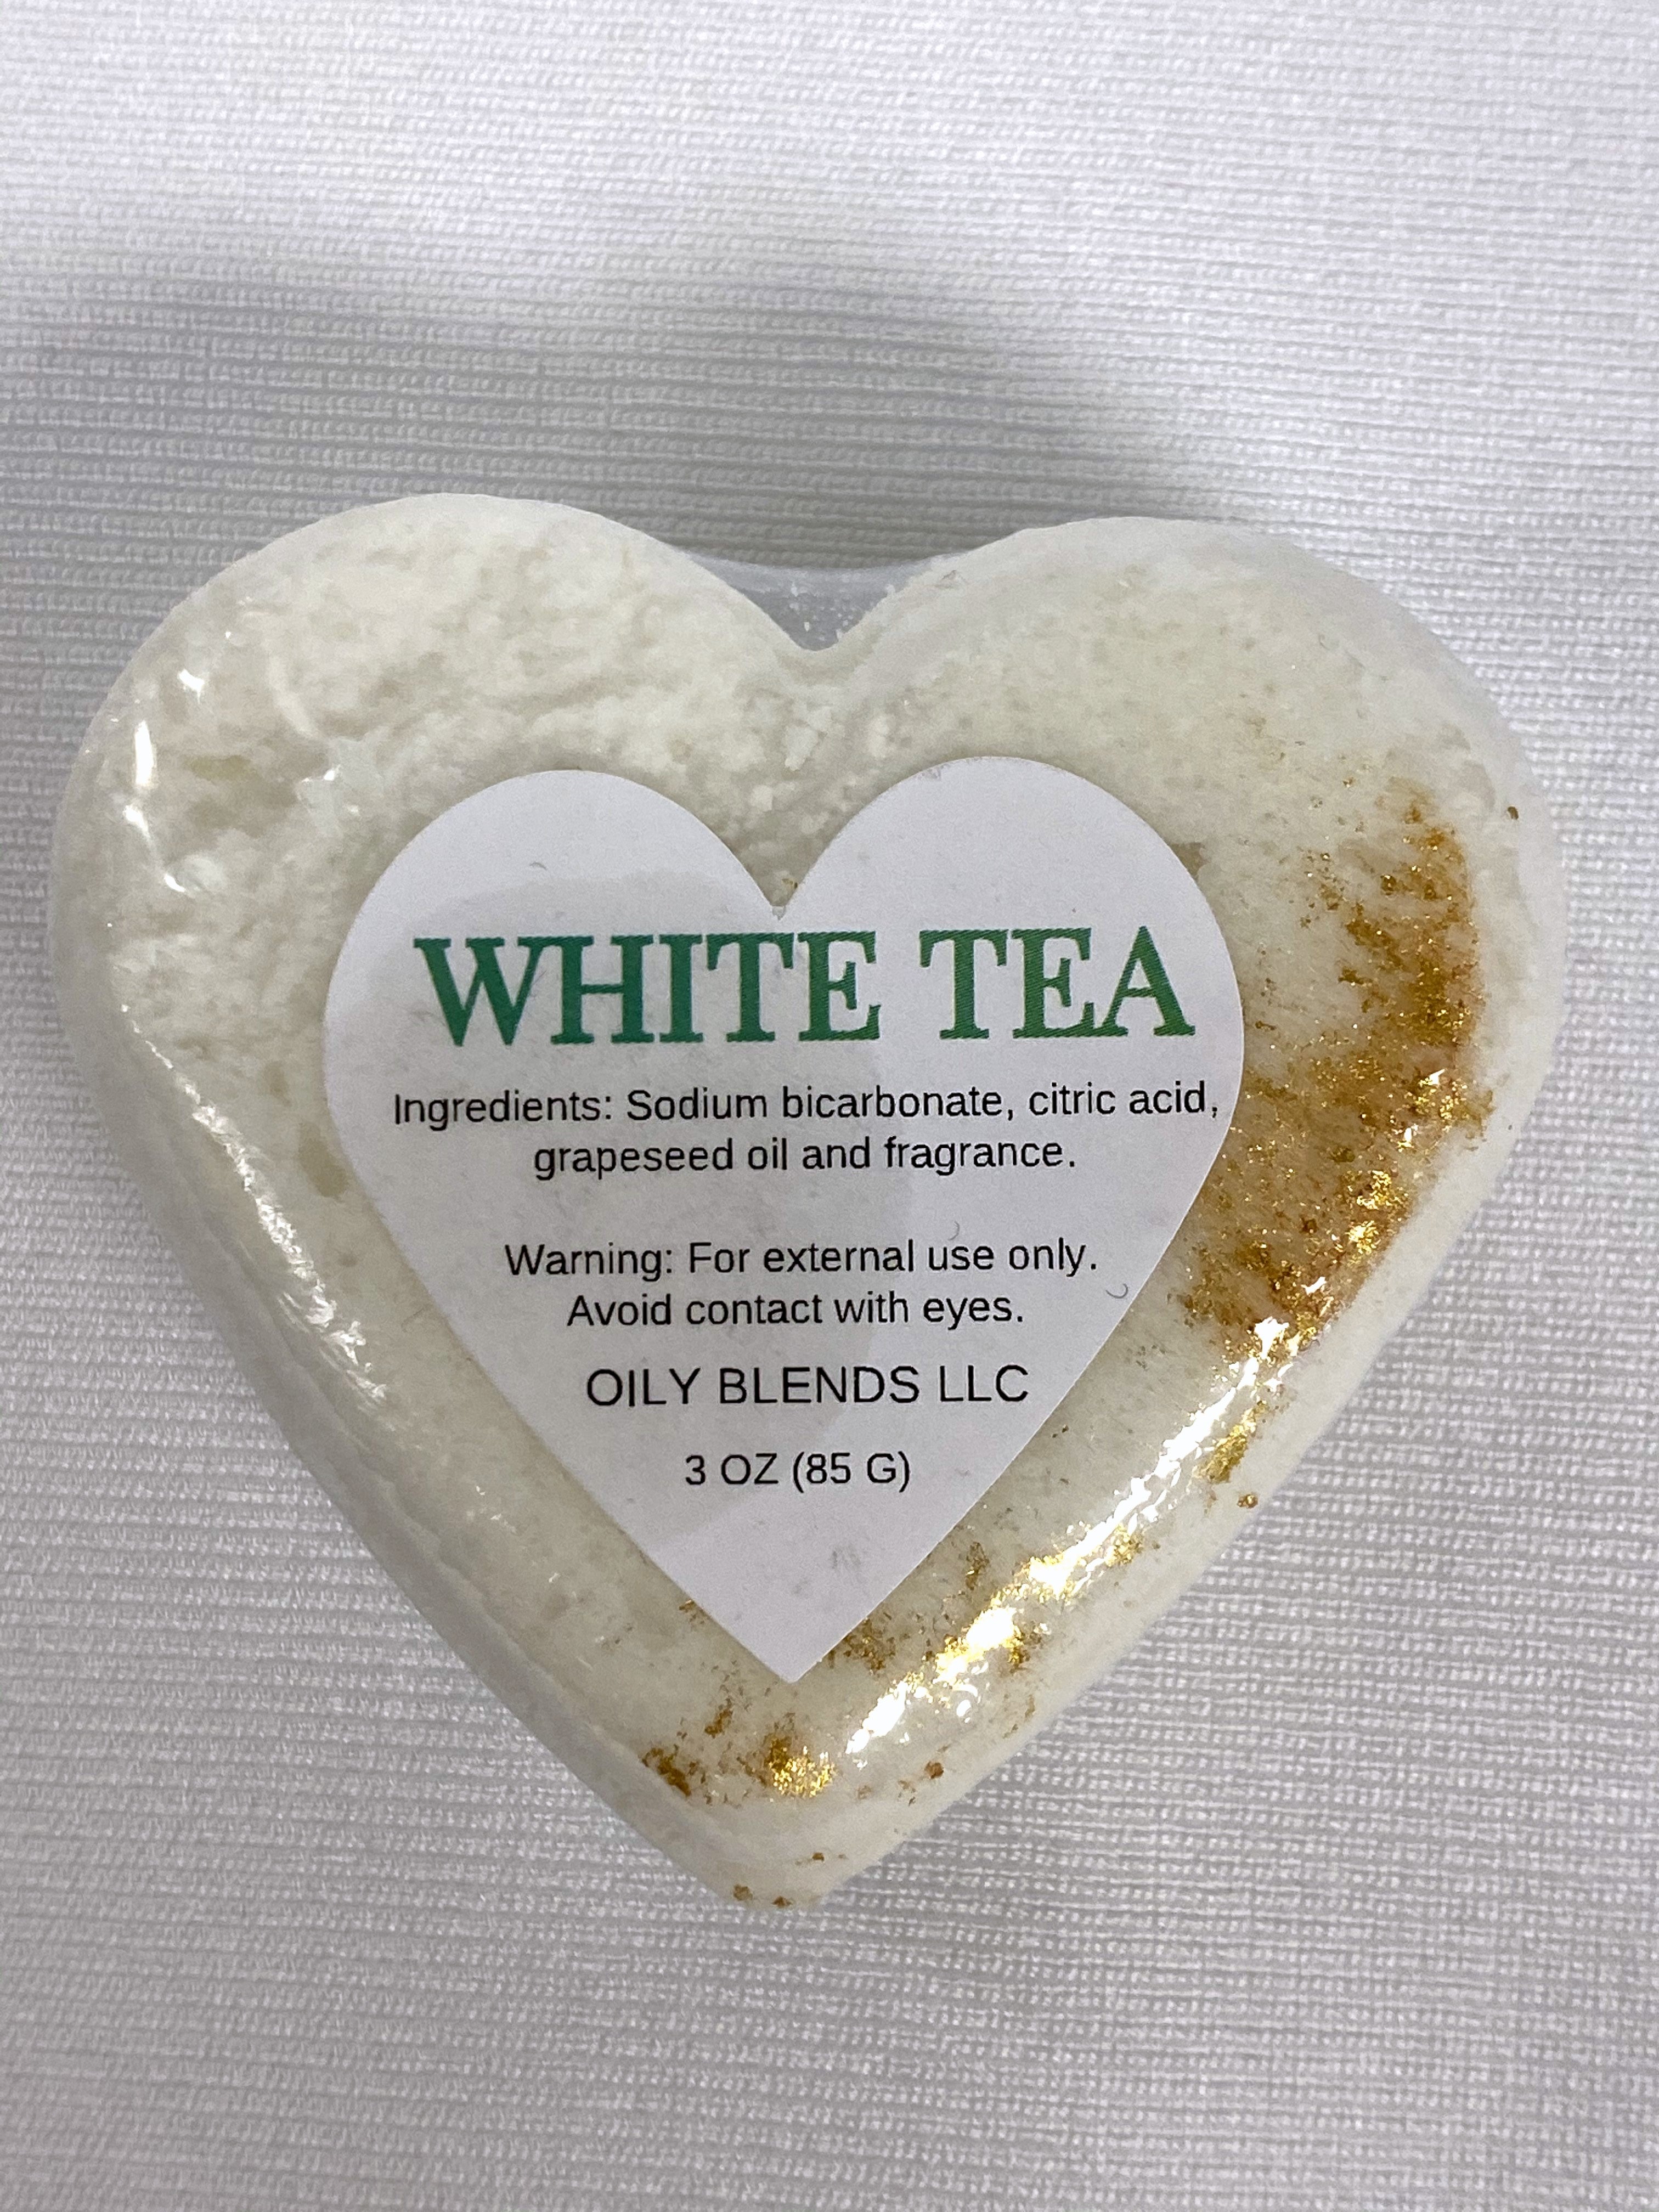 WHITE TEA
Ingredients: Sodium bicarbonate, citric acid,
grapeseed oil and fragrance.
Warning: For external use only.
Avoid contact with eyes.
OILY BLENDS LLC
3 OZ (85 G)